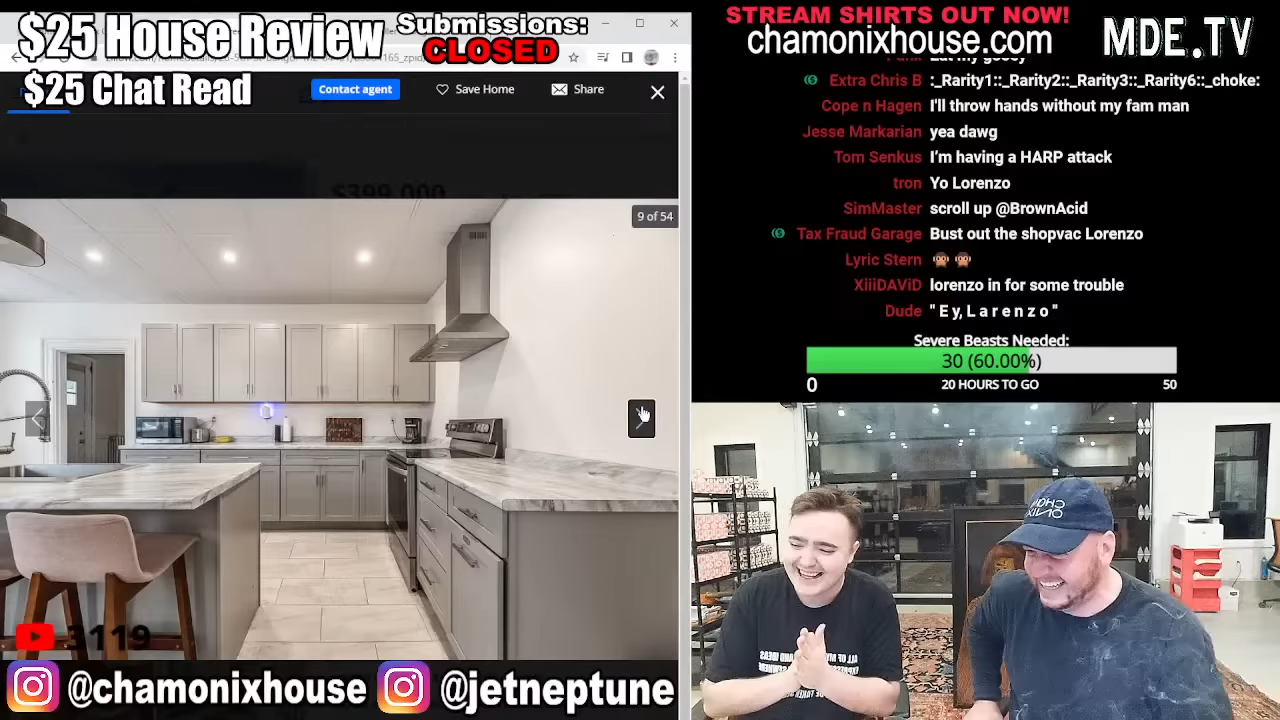 $25 House Review
Submissions:
CLOSED
$25 Chat Read
Contact agent
Save Home
Share
$399,000
9 of 54
3119
@chamonixhouse
@jetneptune
STREAM SHIRTS OUT NOW!
chamonixhouse.com
MDE.TV
Extra Chris B :_Rarity1::_Rarity2::_Rarity3::_Rarity6::_choke:
Cope n Hagen I'll throw hands without my fam man
Jesse Markarian yea dawg
Tom Senkus I’m having a HARP attack
tron Yo Lorenzo
SimMaster scroll up @BrownAcid
Tax Fraud Garage Bust out the shopvac Lorenzo
Lyric Stern 🙊 🙊
XiiiDAViD lorenzo in for some trouble
Dude " E y, L a r e n z o "
Severe Beasts Needed:
30 (60.00%)
0
20 HOURS TO GO
50